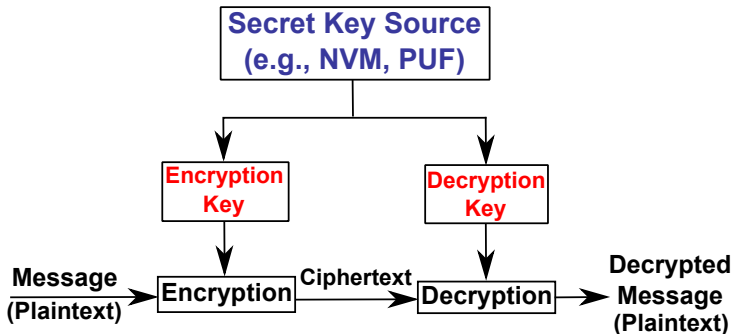 Secret Key Source
(e.g., NVM, PUF)
Encryption
Key
Decryption
Key
Message
(Plaintext)
Encryption
Ciphertext
Decryption
Decrypted
Message
(Plaintext)